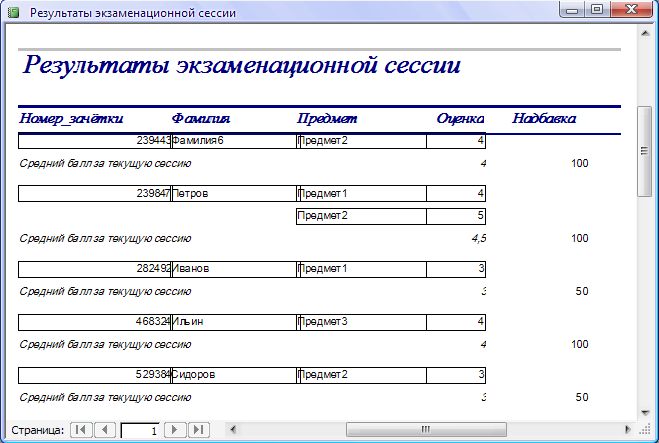 Результаты экзаменационной сессии
Результаты экзаменационной сессии
Номер_зачётки Фамилия Предмет Оценка Надбавка
239443 Фамилия6 Предмет2 4
Средний балл за текущую сессию 4 100
239847 Петров Предмет1 4
Предмет2 5
Средний балл за текущую сессию 4,5 100
282492 Иванов Предмет1 3
Средний балл за текущую сессию 3 50
468324 Ильин Предмет3 4
Средний балл за текущую сессию 4 100
529384 Сидоров Предмет2 3
Средний балл за текущую сессию 3 50
Страница: 1